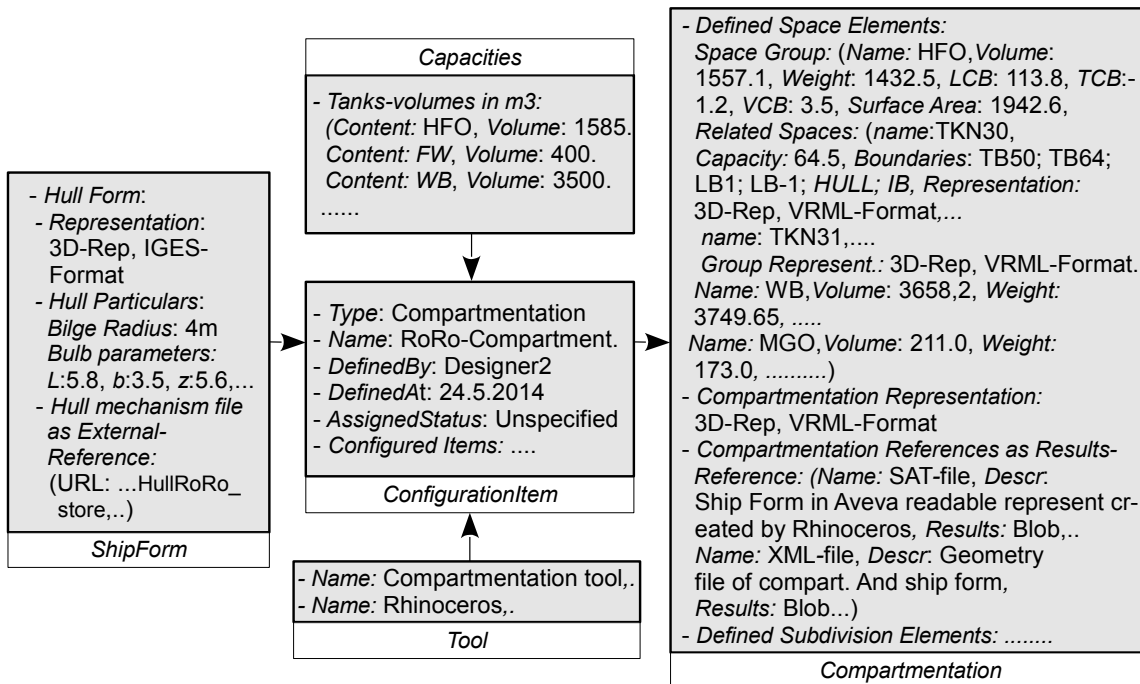 - Hull Form:
- Representation:
3D-Rep, IGES-
Format
- Hull Particulars:
Bilge Radius: 4m
Bulb parameters:
L:5.8, b:3.5, z:5.6,...
- Hull mechanism file
as External-
Reference:
(URL: ...HullRoRo_
store,..)
ShipForm
Capacities
- Tanks-volumes in m3:
(Content: HFO, Volume: 1585.
Content: FW, Volume: 400.
Content: WB, Volume: 3500.
......
- Type: Compartmentation
- Name: RoRo-Compartment.
- DefinedBy: Designer2
- DefinedAt: 24.5.2014
- AssignedStatus: Unspecified
- Configured Items: ....
ConfigurationItem
- Name: Compartmentation tool,.
- Name: Rhinoceros,.
Tool
- Defined Space Elements:
Space Group: (Name: HFO,Volume:
1557.1, Weight: 1432.5, LCB: 113.8, TCB:-
1.2, VCB: 3.5, Surface Area: 1942.6,
Related Spaces: (name:TKN30,
Capacity: 64.5, Boundaries: TB50; TB64;
LB1; LB-1; HULL; IB, Representation:
3D-Rep, VRML-Format,...
name: TKN31,....
Group Represent.: 3D-Rep, VRML-Format.
Name: WB,Volume: 3658,2, Weight:
3749.65, .....
Name: MGO,Volume: 211.0, Weight:
173.0, ..........)
- Compartmentation Representation:
3D-Rep, VRML-Format
- Compartmentation References as Results-
Reference: (Name: SAT-file, Descr:
Ship Form in Aveva readable represent cr-
eated by Rhinoceros, Results: Blob,..
Name: XML-file, Descr: Geometry
file of compart. And ship form,
Results: Blob...)
- Defined Subdivision Elements: ........
Compartmentation